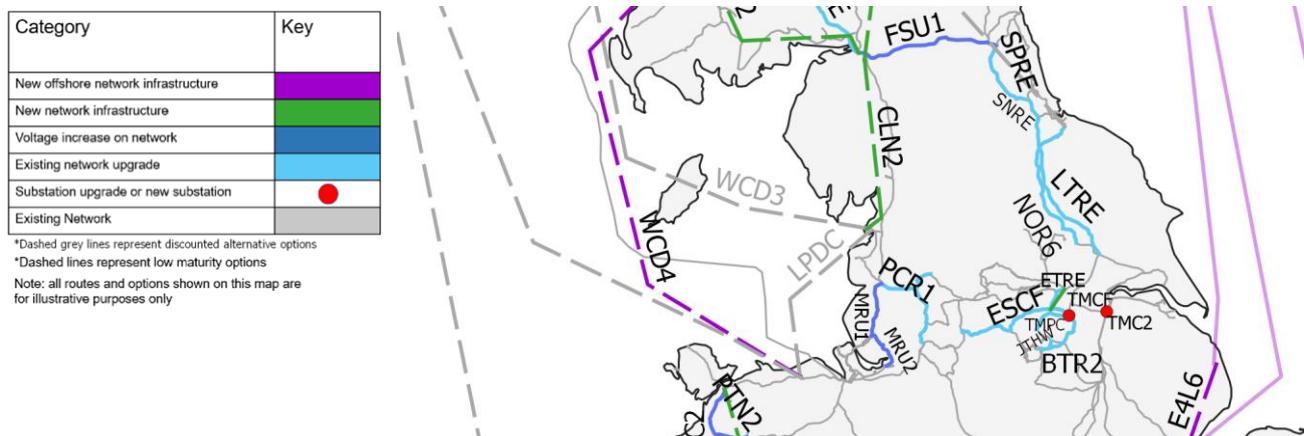 Category Key
New offshore network infrastructure
New network infrastructure
Voltage increase on network
Existing network upgrade
Substation upgrade or new substation
Existing Network
*Dashed grey lines represent discounted alternative options
*Dashed lines represent low maturity options
Note: all routes and options shown on this map are
for illustrative purposes only
FSU1
SPRE
SNRE
CLN2
WCD3
LTRE
WCD4
NOR6
LPDC
PCR1
ETRE
ESCF
TMCF
MRU1
TMPC
TMC2
JTHW
MRU2
BTR2
PTN2
E4L6